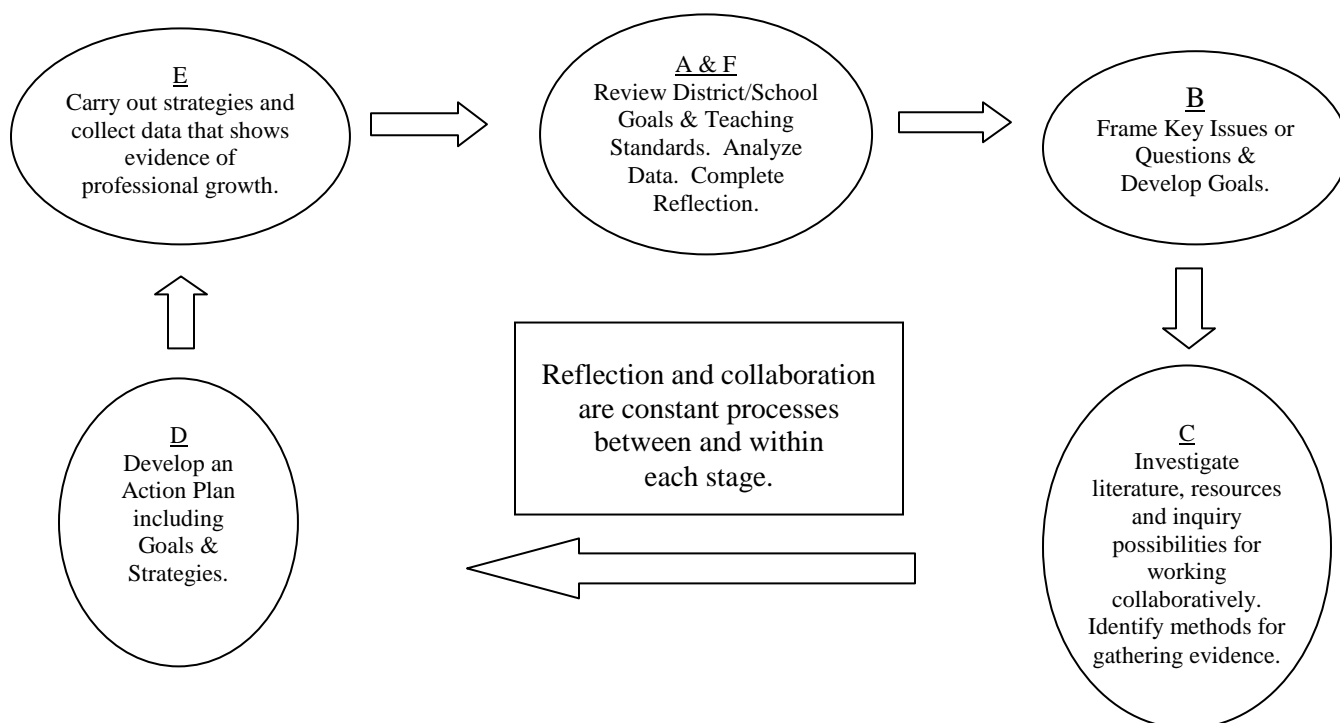 E
Carry out strategies and
collect data that shows
evidence of
professional growth.
A & F
Review District/School
Goals & Teaching
Standards. Analyze
Data. Complete
Reflection.
B
Frame Key Issues or
Questions &
Develop Goals.
Reflection and collaboration
are constant processes
between and within
each stage.
D
Develop an
Action Plan
including
Goals &
Strategies.
C
Investigate
literature, resources
and inquiry
possibilities for
working
collaboratively.
Identify methods for
gathering evidence.